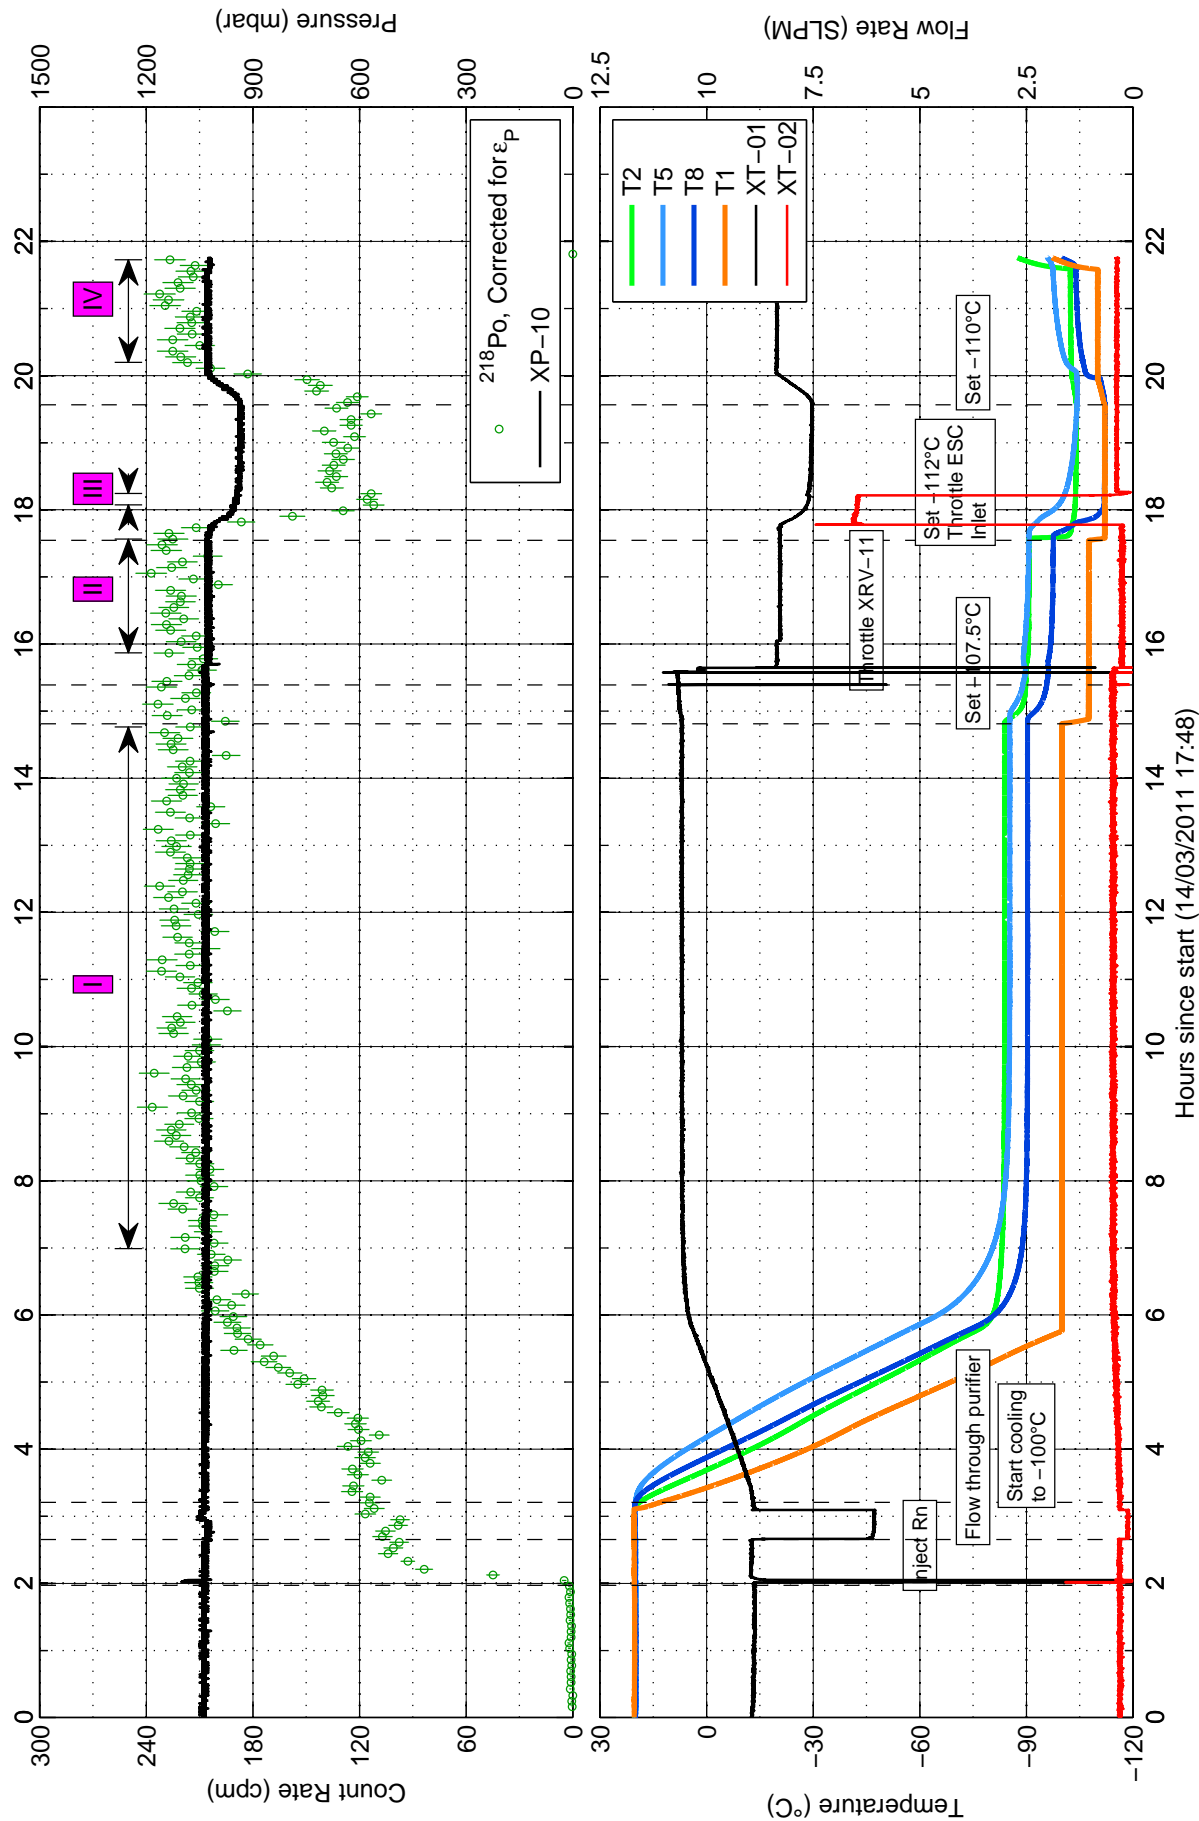 300
240
180
120
60
0
Count Rate (cpm)
1500
1200
900
600
300
0
Pressure (mbar)
I
II
III
IV
²¹⁸Po, Corrected for εP
XP−10
30
0
−30
−60
−90
−120
Temperature (°C)
12.5
10
7.5
5
2.5
0
Flow Rate (SLPM)
T2
T5
T8
T1
XT−01
XT−02
Inject Rn
Flow through purifier
Start cooling
to −100°C
Set −107.5°C
Throttle XRV−11
Set −112°C
Throttle ESC
Inlet
Set −110°C
0
2
4
6
8
10
12
14
16
18
20
22
Hours since start (14/03/2011 17:48)